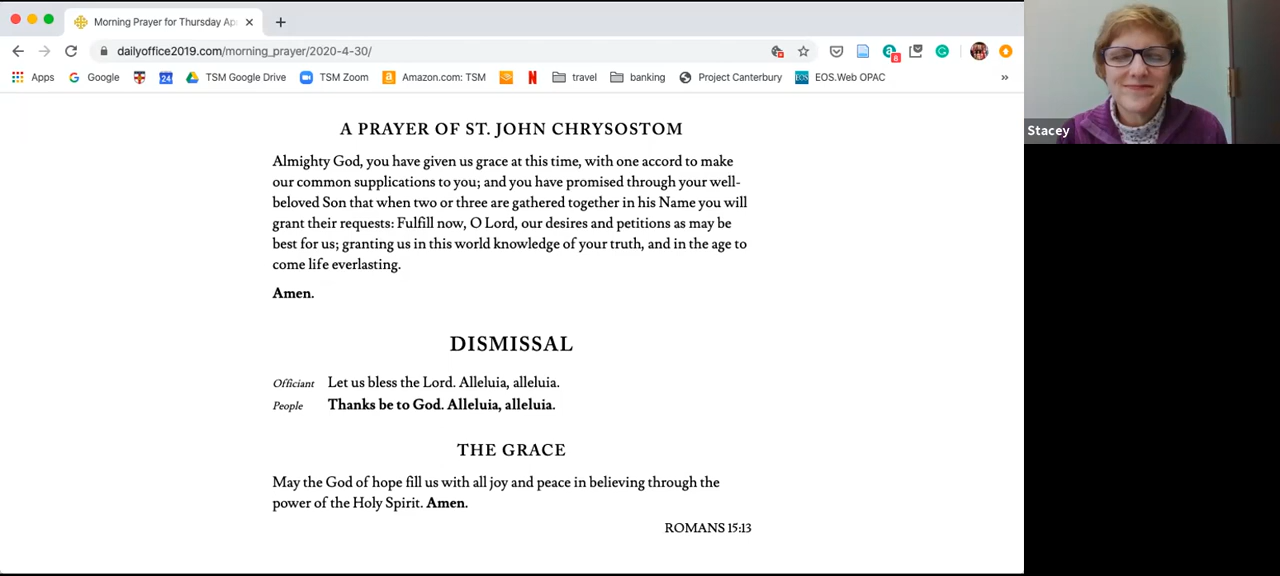 Morning Prayer for Thursday Ap
dailyoffice2019.com/morning_prayer/2020-4-30/
Apps Google 24 TSM Google Drive TSM Zoom Amazon.com: TSM travel banking Project Canterbury EOS.Web OPAC »
Stacey
A PRAYER OF ST. JOHN CHRYSOSTOM
Almighty God, you have given us grace at this time, with one accord to make
our common supplications to you; and you have promised through your well-
beloved Son that when two or three are gathered together in his Name you will
grant their requests: Fulfill now, O Lord, our desires and petitions as may be
best for us; granting us in this world knowledge of your truth, and in the age to
come life everlasting.
Amen.
DISMISSAL
Officiant Let us bless the Lord. Alleluia, alleluia.
People Thanks be to God. Alleluia, alleluia.
THE GRACE
May the God of hope fill us with all joy and peace in believing through the
power of the Holy Spirit. Amen.
ROMANS 15:13